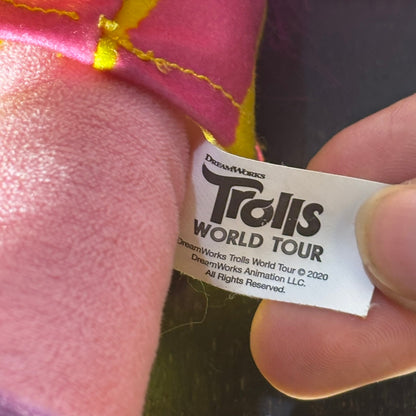 DreamWorks
Trolls
WORLD TOUR
DreamWorks Trolls World Tour © 2020
DreamWorks Animation LLC.
All Rights Reserved.